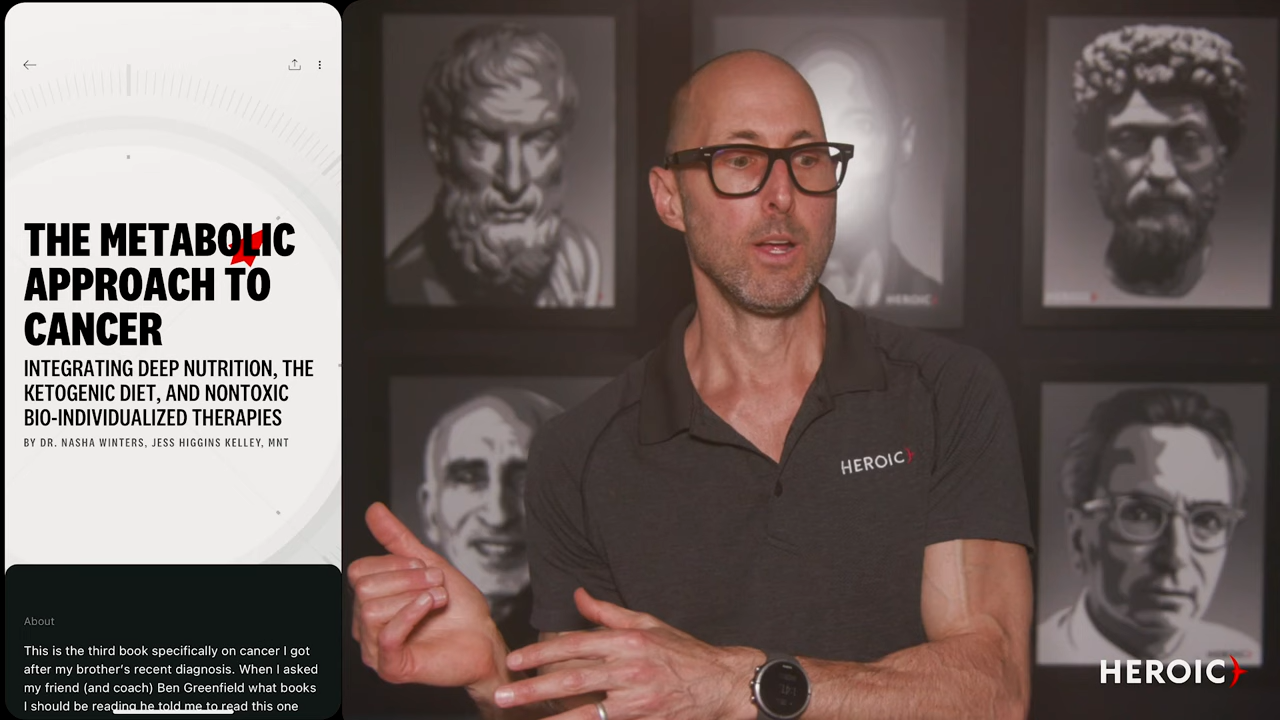 THE METABOLIC
APPROACH TO
CANCER
INTEGRATING DEEP NUTRITION, THE
KETOGENIC DIET, AND NONTOXIC
BIO-INDIVIDUALIZED THERAPIES
BY DR. NASHA WINTERS, JESS HIGGINS KELLEY, MNT
About
This is the third book specifically on cancer I got
after my brother's recent diagnosis. When I asked
my friend (and coach) Ben Greenfield what books
I should be reading he told me to read this one
HEROIC
HEROIC
HEROIC